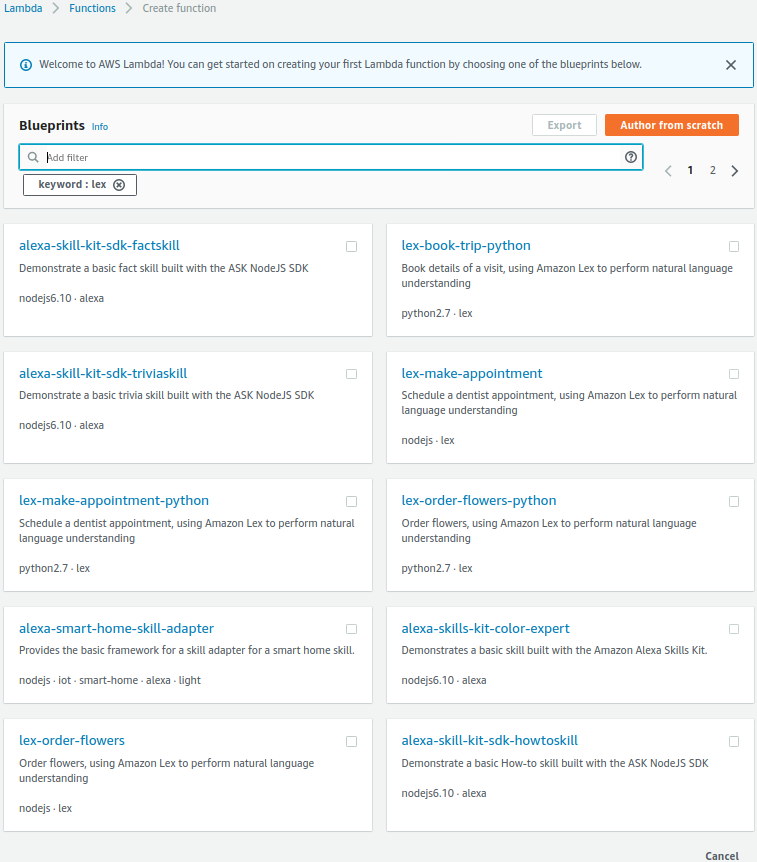 Lambda > Functions > Create function
Welcome to AWS Lambda! You can get started on creating your first Lambda function by choosing one of the blueprints below.
Blueprints Info
Export
Author from scratch
Add filter
1 2
keyword : lex
alexa-skill-kit-sdk-factskill
Demonstrate a basic fact skill built with the ASK NodeJS SDK
nodejs6.10 · alexa
lex-book-trip-python
Book details of a visit, using Amazon Lex to perform natural language
understanding
python2.7 · lex
alexa-skill-kit-sdk-triviaskill
Demonstrate a basic trivia skill built with the ASK NodeJS SDK
nodejs6.10 · alexa
lex-make-appointment
Schedule a dentist appointment, using Amazon Lex to perform natural
language understanding
nodejs · lex
lex-make-appointment-python
Schedule a dentist appointment, using Amazon Lex to perform natural
language understanding
python2.7 · lex
lex-order-flowers-python
Order flowers, using Amazon Lex to perform natural language
understanding
python2.7 · lex
alexa-smart-home-skill-adapter
Provides the basic framework for a skill adapter for a smart home skill.
nodejs · iot · smart-home · alexa · light
alexa-skills-kit-color-expert
Demonstrates a basic skill built with the Amazon Alexa Skills Kit.
nodejs6.10 · alexa
lex-order-flowers
Order flowers, using Amazon Lex to perform natural language
understanding
nodejs · lex
alexa-skill-kit-sdk-howtoskill
Demonstrate a basic How-to skill built with the ASK NodeJS SDK
nodejs6.10 · alexa
Cancel